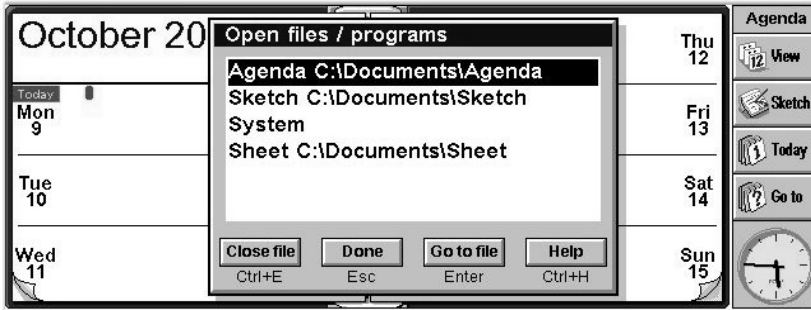 October 20
Today
Mon
9
Tue
10
Wed
11
Open files / programs
Agenda C:\Documents\Agenda
Sketch C:\Documents\Sketch
System
Sheet C:\Documents\Sheet
Close file Done Go to file Help
Ctrl+E Esc Enter Ctrl+H
Thu
12
Fri
13
Sat
14
Sun
15
Agenda
12 View
Sketch
1 Today
? Go to